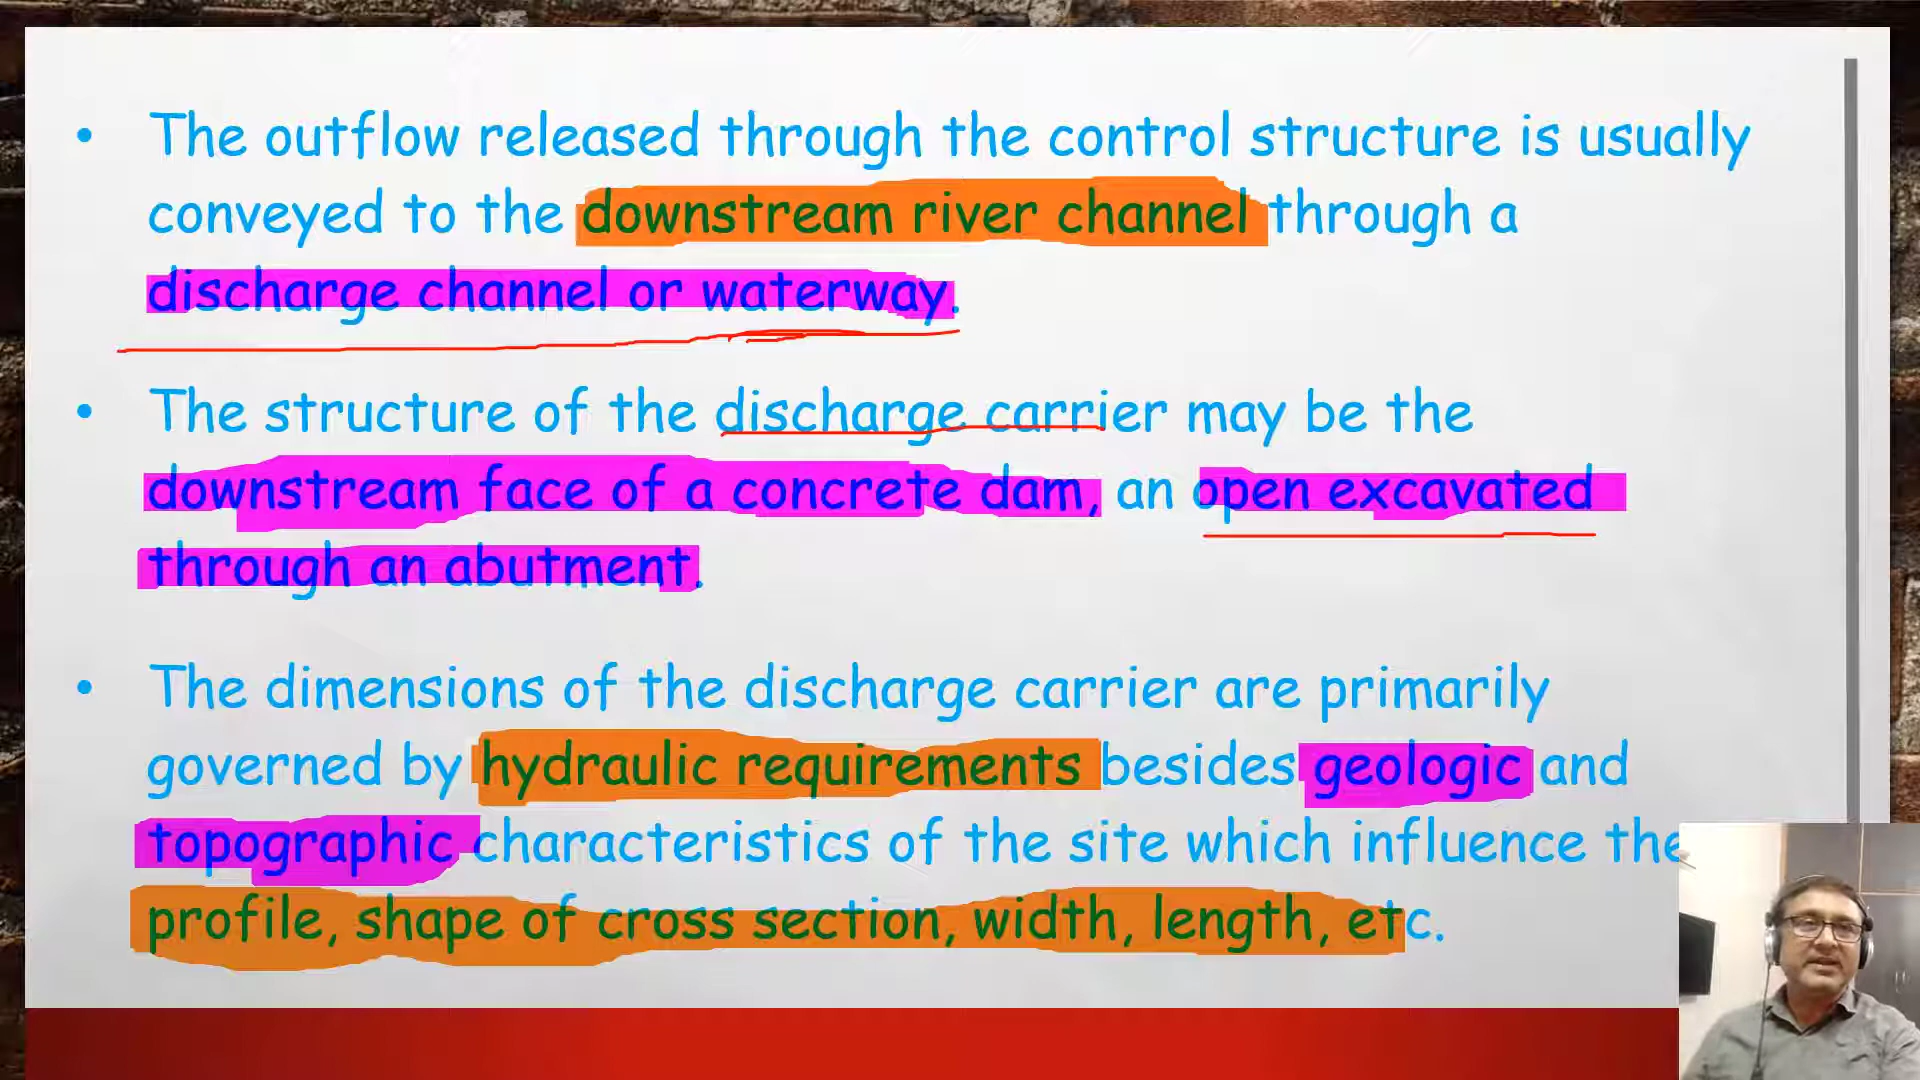 • The outflow released through the control structure is usually
conveyed to the downstream river channel through a
discharge channel or waterway.
• The structure of the discharge carrier may be the
downstream face of a concrete dam, an open excavated
through an abutment.
• The dimensions of the discharge carrier are primarily
governed by hydraulic requirements besides geologic and
topographic characteristics of the site which influence the
profile, shape of cross section, width, length, etc.